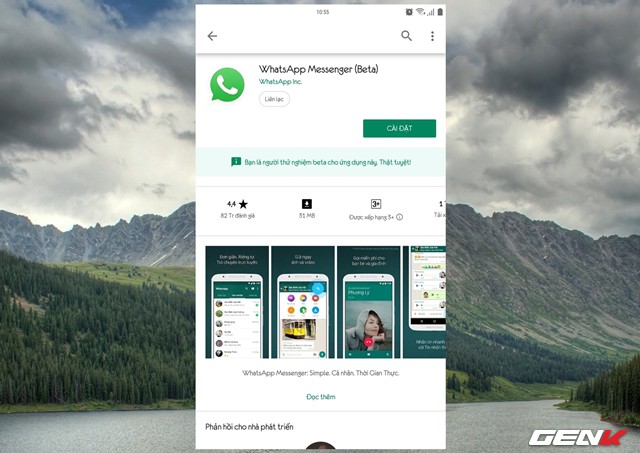 10:55
WhatsApp Messenger (Beta)
WhatsApp Inc.
Liên lạc
CÀI ĐẶT
Bạn là người thử nghiệm beta cho ứng dụng này. Thật tuyệt!
4,4 ★
82 Tr đánh giá
31 MB
3+
Được xếp hạng 3+
1
Tải x
Đơn giản. Riêng tư
Trò chuyện trực tuyến
Gửi ngay
ảnh và video
Gọi miễn phí cho
bạn bè và gia đình
WhatsApp
Phương Ly
WhatsApp Messenger: Simple. Cá nhân. Thời Gian Thực.
Đọc thêm
Phản hồi cho nhà phát triển
GENK